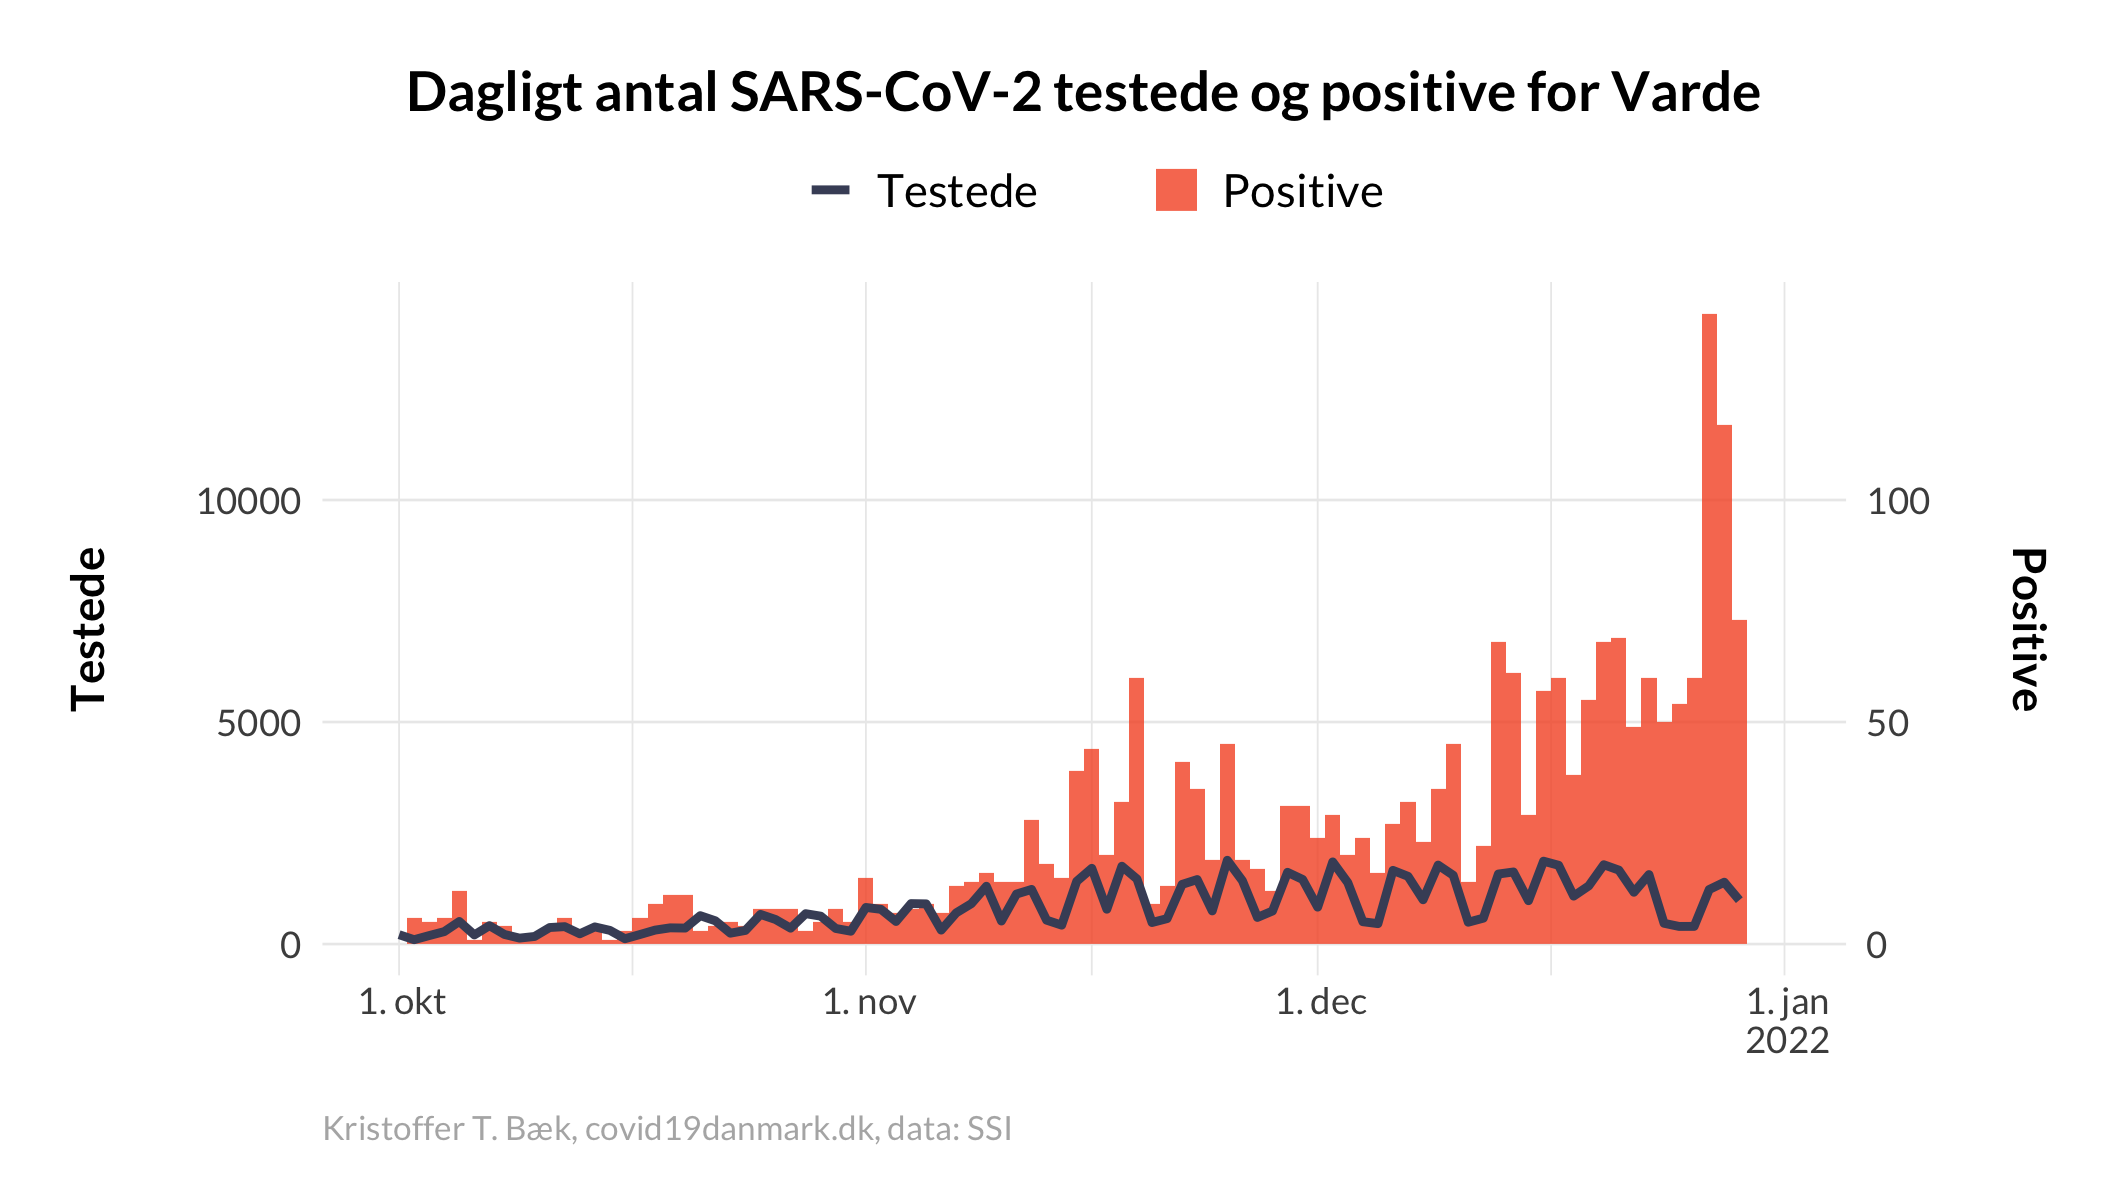 Dagligt antal SARS-CoV-2 testede og positive for Varde
Testede
Positive
Testede
10000
5000
0
100
50
0
Positive
1. okt
1. nov
1. dec
1. jan
2022
Kristoffer T. Bæk, covid19danmark.dk, data: SSI